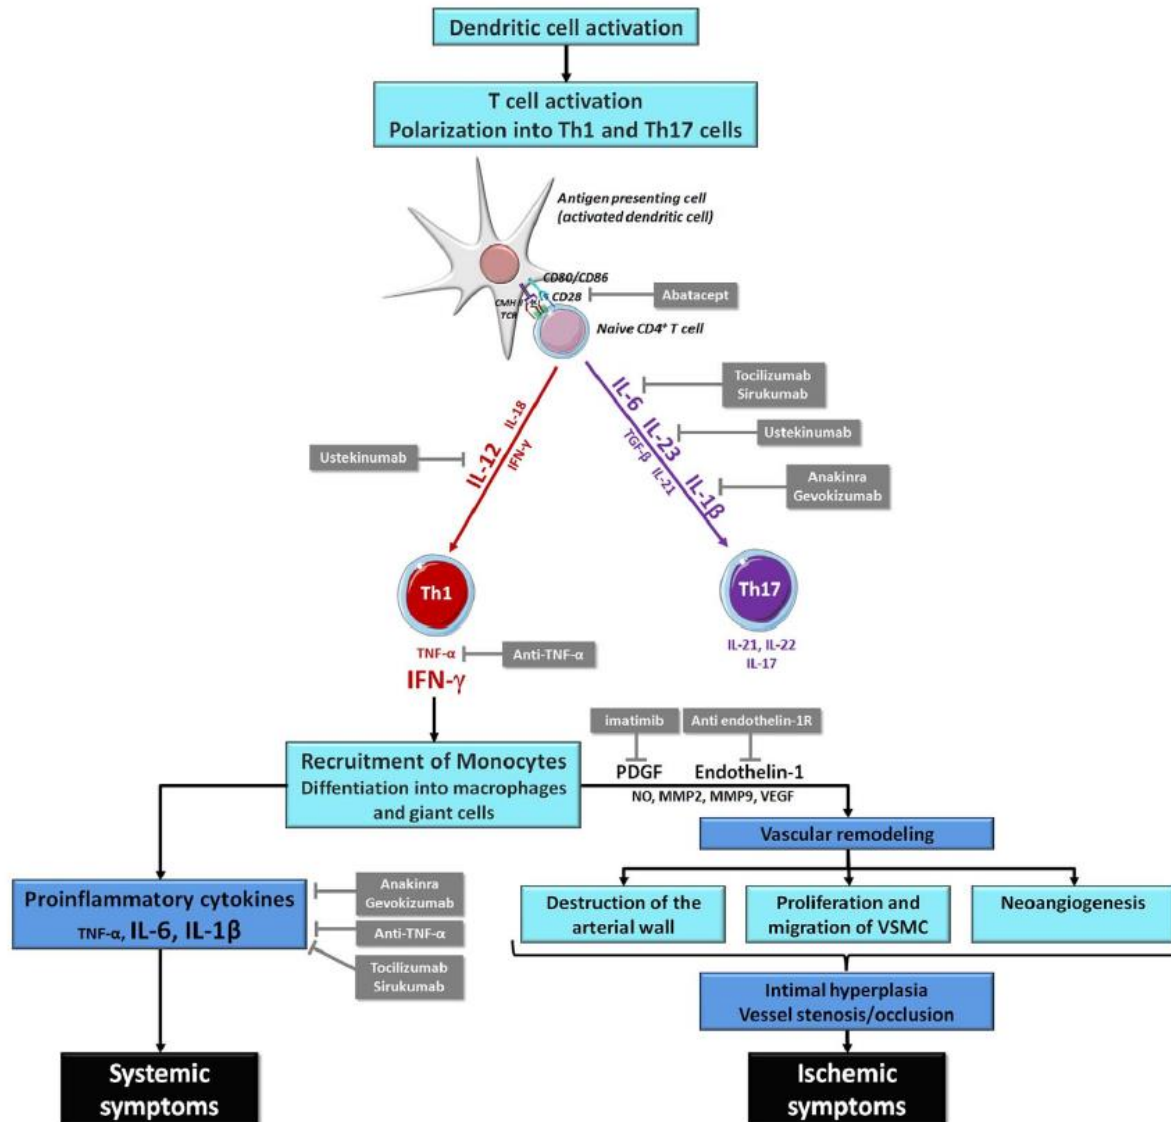 Dendritic cell activation
T cell activation
Polarization into Th1 and Th17 cells
Antigen presenting cell
(activated dendritic cell)
CD80/CD86
CD28
Abatacept
CMH
TCR
Naive CD4+ T cell
Tocilizumab
Sirukumab
IL-6
IL-18
IL-23
Ustekinumab
TGF-β
IL-12
IFN-γ
Ustekinumab
IL-21
IL-1β
Anakinra
Gevokizumab
Th1
Th17
TNF-α
Anti-TNF-α
IFN-γ
IL-21, IL-22
IL-17
imatimib
Anti endothelin-1R
Recruitment of Monocytes
Diffentiation into macrophages
and giant cells
PDGF
Endothelin-1
NO, MMP2, MMP9, VEGF
Vascular remodeling
Proinflammatory cytokines
TNF-α, IL-6, IL-1β
Anakinra
Gevokizumab
Anti-TNF-α
Tocilizumab
Sirukumab
Destruction of the
arterial wall
Proliferation and
migration of VSMC
Neoangiogenesis
Intimal hyperplasia
Vessel stenosis/occlusion
Systemic
symptoms
Ischemic
symptoms